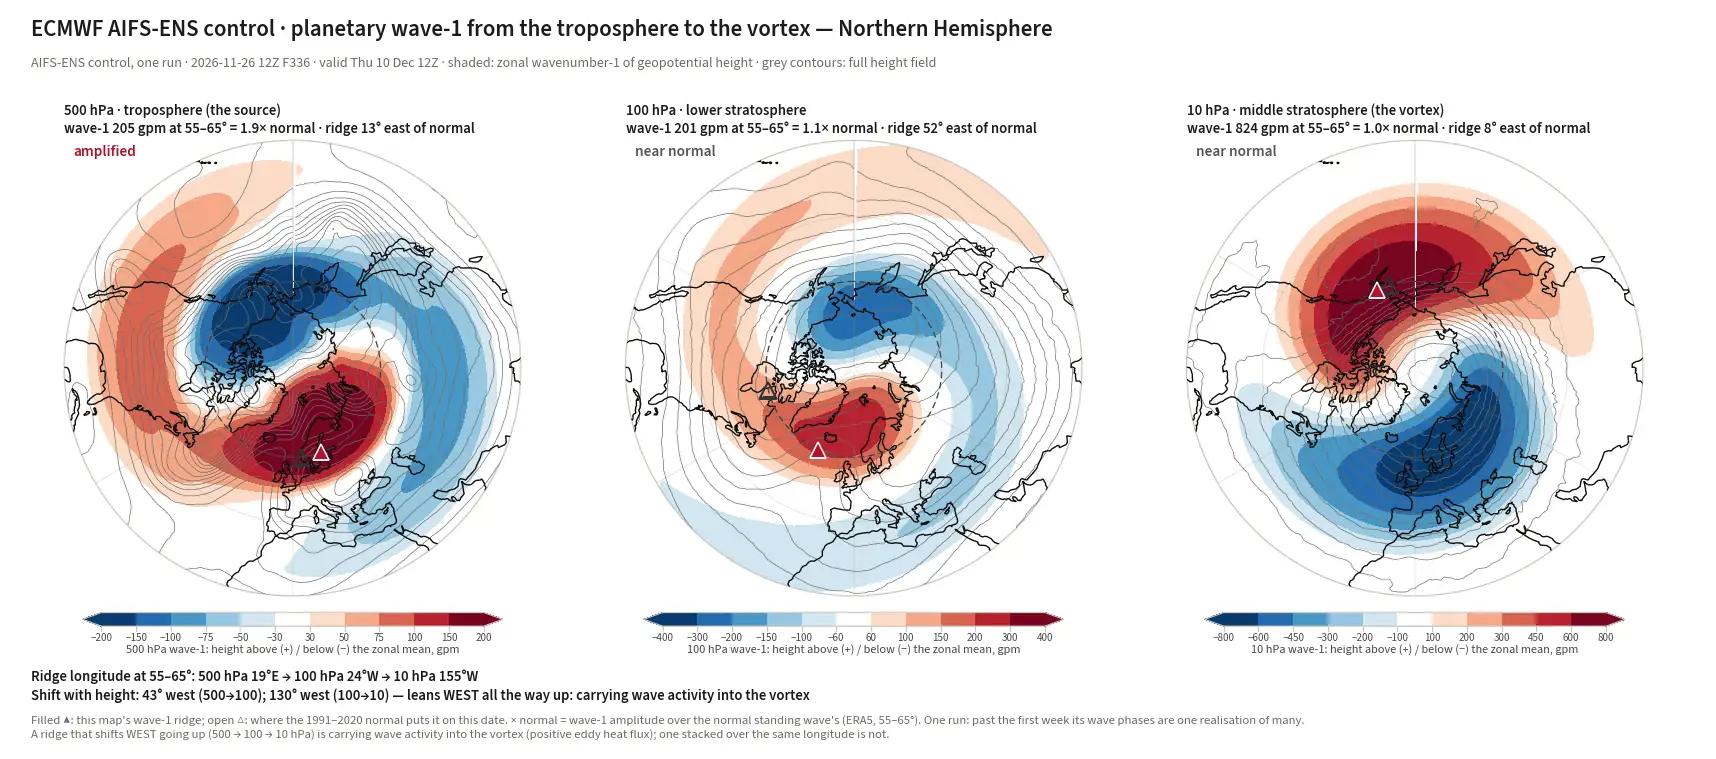 ECMWF AIFS-ENS control · planetary wave-1 from the troposphere to the vortex — Northern Hemisphere
AIFS-ENS control, one run · 2026-11-26 12Z F336 · valid Thu 10 Dec 12Z · shaded: zonal wavenumber-1 of geopotential height · grey contours: full height field
500 hPa · troposphere (the source)
wave-1 205 gpm at 55–65° = 1.9× normal · ridge 13° east of normal
amplified
100 hPa · lower stratosphere
wave-1 201 gpm at 55–65° = 1.1× normal · ridge 52° east of normal
near normal
10 hPa · middle stratosphere (the vortex)
wave-1 824 gpm at 55–65° = 1.0× normal · ridge 8° east of normal
near normal
−200 −150 −100 −75 −50 −30 30 50 75 100 150 200
500 hPa wave-1: height above (+) / below (−) the zonal mean, gpm
−400 −300 −200 −150 −100 −60 60 100 150 200 300 400
100 hPa wave-1: height above (+) / below (−) the zonal mean, gpm
−800 −600 −450 −300 −200 −100 100 200 300 450 600 800
10 hPa wave-1: height above (+) / below (−) the zonal mean, gpm
Ridge longitude at 55–65°: 500 hPa 19°E → 100 hPa 24°W → 10 hPa 155°W
Shift with height: 43° west (500→100); 130° west (100→10) — leans WEST all the way up: carrying wave activity into the vortex
Filled ▲: this map's wave-1 ridge; open △: where the 1991–2020 normal puts it on this date. × normal = wave-1 amplitude over the normal standing wave's (ERA5, 55–65°). One run: past the first week its wave phases are one realisation of many.
A ridge that shifts WEST going up (500 → 100 → 10 hPa) is carrying wave activity into the vortex (positive eddy heat flux); one stacked over the same longitude is not.